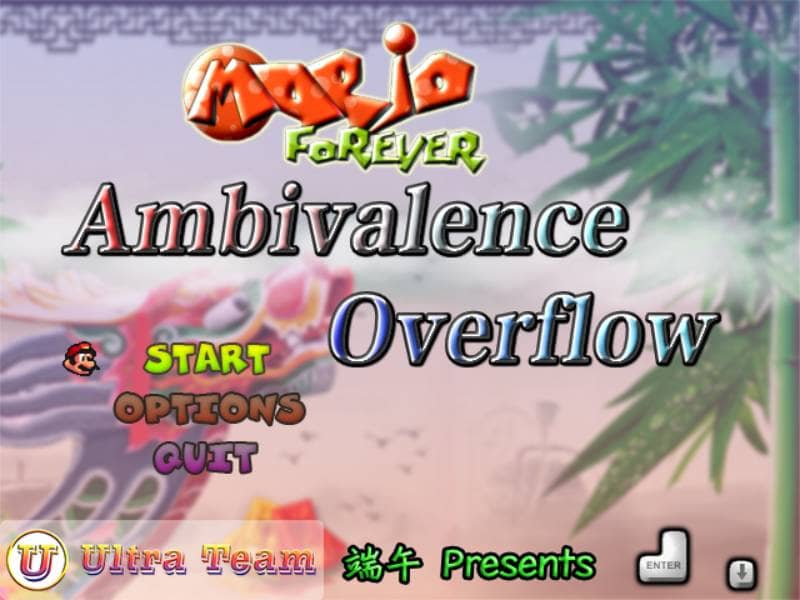 MaRio
FoREVER
Ambivalence
Overflow
START
OPTIONS
QUIT
U Ultra Team 端午 Presents
ENTER ↓